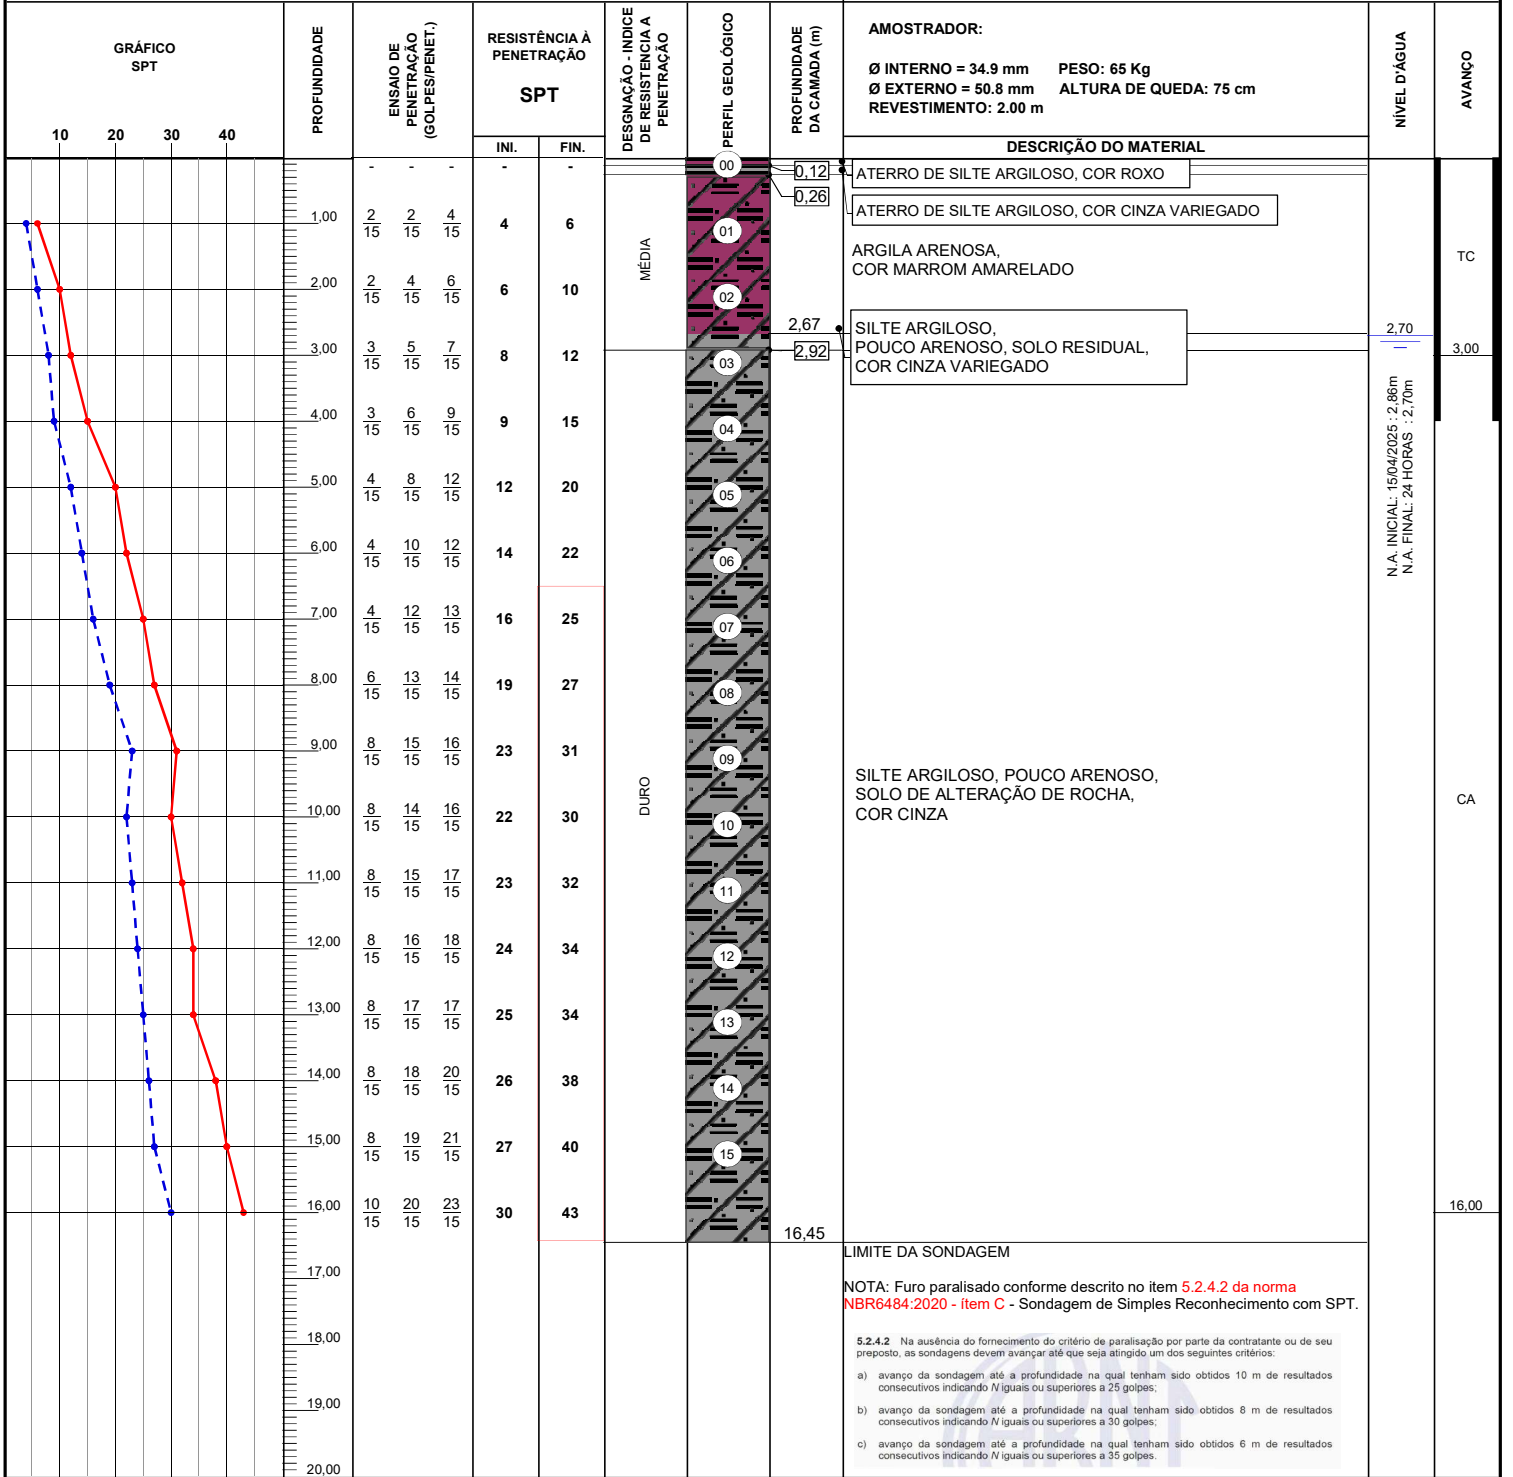 GRÁFICO
SPT
10 20 30 40
PROFUNDIDADE
ENSAIO DE
PENETRAÇÃO
(GOLPES/PENET.)
RESISTÊNCIA À
PENETRAÇÃO
SPT
INI. FIN.
DESGNAÇÃO - INDICE
DE RESISTENCIA A
PENETRAÇÃO
PERFIL GEOLÓGICO
PROFUNDIDADE
DA CAMADA (m)
AMOSTRADOR:
Ø INTERNO = 34.9 mm PESO: 65 Kg
Ø EXTERNO = 50.8 mm ALTURA DE QUEDA: 75 cm
REVESTIMENTO: 2.00 m
DESCRIÇÃO DO MATERIAL
NÍVEL D'ÁGUA
AVANÇO
- - - - -
1,00 2/15 2/15 4/15 4 6
2,00 2/15 4/15 6/15 6 10
3,00 3/15 5/15 7/15 8 12
4,00 3/15 6/15 9/15 9 15
5,00 4/15 8/15 12/15 12 20
6,00 4/15 10/15 12/15 14 22
7,00 4/15 12/15 13/15 16 25
8,00 6/15 13/15 14/15 19 27
9,00 8/15 15/15 16/15 23 31
10,00 8/15 14/15 16/15 22 30
11,00 8/15 15/15 17/15 23 32
12,00 8/15 16/15 18/15 24 34
13,00 8/15 17/15 17/15 25 34
14,00 8/15 18/15 20/15 26 38
15,00 8/15 19/15 21/15 27 40
16,00 10/15 20/15 23/15 30 43
17,00
18,00
19,00
20,00
MÉDIA
DURO
00
01
02
03
04
05
06
07
08
09
10
11
12
13
14
15
0,12
0,26
2,67
2,92
16,45
ATERRO DE SILTE ARGILOSO, COR ROXO
ATERRO DE SILTE ARGILOSO, COR CINZA VARIEGADO
ARGILA ARENOSA,
COR MARROM AMARELADO
SILTE ARGILOSO,
POUCO ARENOSO, SOLO RESIDUAL,
COR CINZA VARIEGADO
SILTE ARGILOSO, POUCO ARENOSO,
SOLO DE ALTERAÇÃO DE ROCHA,
COR CINZA
LIMITE DA SONDAGEM
NOTA: Furo paralisado conforme descrito no item 5.2.4.2 da norma
NBR6484:2020 - ítem C - Sondagem de Simples Reconhecimento com SPT.
5.2.4.2 Na ausência do fornecimento do critério de paralisação por parte da contratante ou de seu
preposto, as sondagens devem avançar até que seja atingido um dos seguintes critérios:
a) avanço da sondagem até a profundidade na qual tenham sido obtidos 10 m de resultados
consecutivos indicando N iguais ou superiores a 25 golpes;
b) avanço da sondagem até a profundidade na qual tenham sido obtidos 8 m de resultados
consecutivos indicando N iguais ou superiores a 30 golpes;
c) avanço da sondagem até a profundidade na qual tenham sido obtidos 6 m de resultados
consecutivos indicando N iguais ou superiores a 35 golpes.
2,70
N.A. INICIAL: 15/04/2025 : 2,86m
N.A. FINAL: 24 HORAS : 2,70m
TC
3,00
CA
16,00